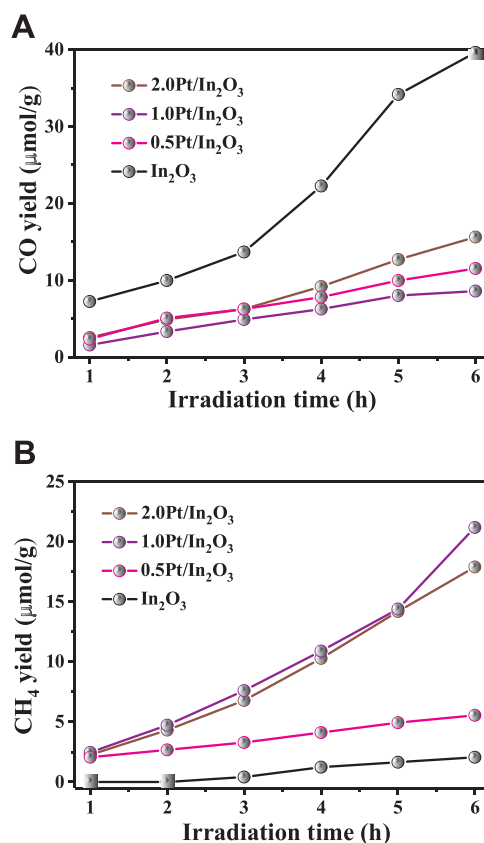 A
40
30
20
10
0
CO yield (μmol/g)
2.0Pt/In₂O₃
1.0Pt/In₂O₃
0.5Pt/In₂O₃
In₂O₃
1 2 3 4 5 6
Irradiation time (h)
B
25
20
15
10
5
0
CH₄ yield (μmol/g)
2.0Pt/In₂O₃
1.0Pt/In₂O₃
0.5Pt/In₂O₃
In₂O₃
1 2 3 4 5 6
Irradiation time (h)